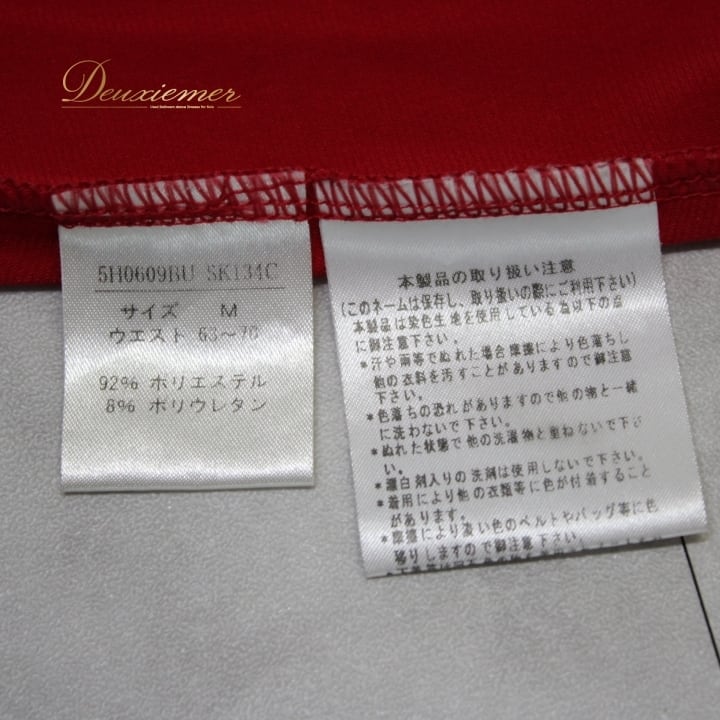 Deuxiemer
5H0609BU SK134C
サイズ M
ウエスト 63~70
92% ポリエステル
8% ポリウレタン
本製品の取り扱い注意
(このネームは保存し、取り扱いの際にご利用下さい)
本製品は染色生地を使用している為以下の点
に御注意下さい。
*汗や雨等でぬれた場合摩擦により色落ちし
他の衣料を汚すことがありますので御注意
下さい。
*色落ちの恐れがありますので他の物と一緒
に洗わないで下さい。
*ぬれた状態で他の洗濯物と重ねないで下さ
い。
*漂白剤入りの洗剤は使用しないで下さい。
*着用により他の衣類等に色が付着すること
があります。
*摩擦により淡い色のベルトやバッグ等に色
移りしますので御注意下さい。